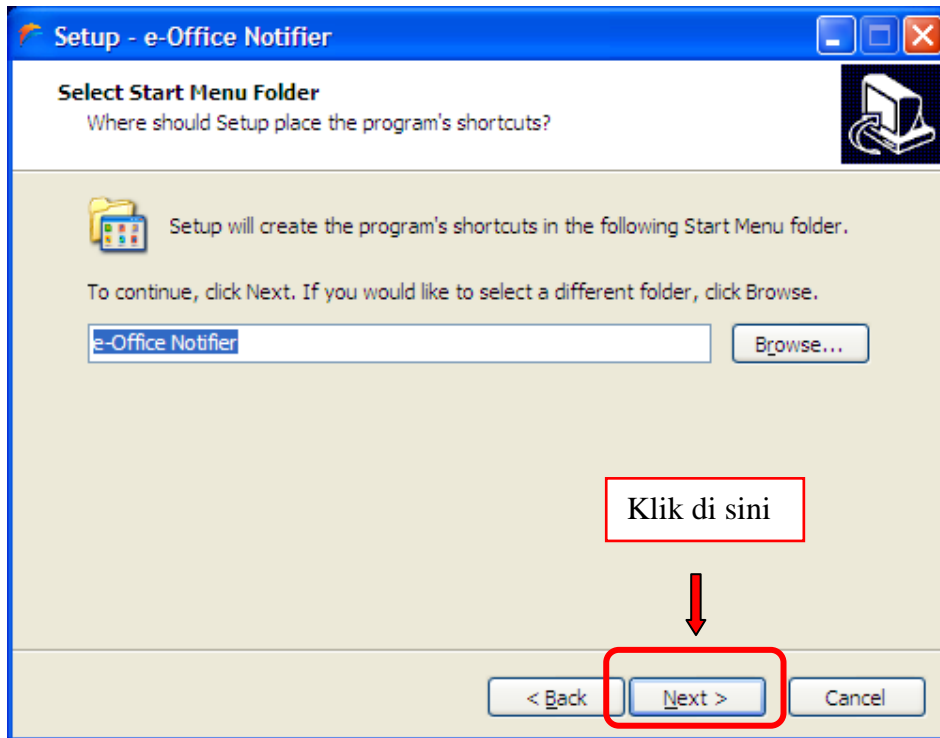 Setup - e-Office Notifier
Select Start Menu Folder
Where should Setup place the program's shortcuts?
Setup will create the program's shortcuts in the following Start Menu folder.
To continue, click Next. If you would like to select a different folder, click Browse.
e-Office Notifier
Browse...
Klik di sini
< Back
Next >
Cancel